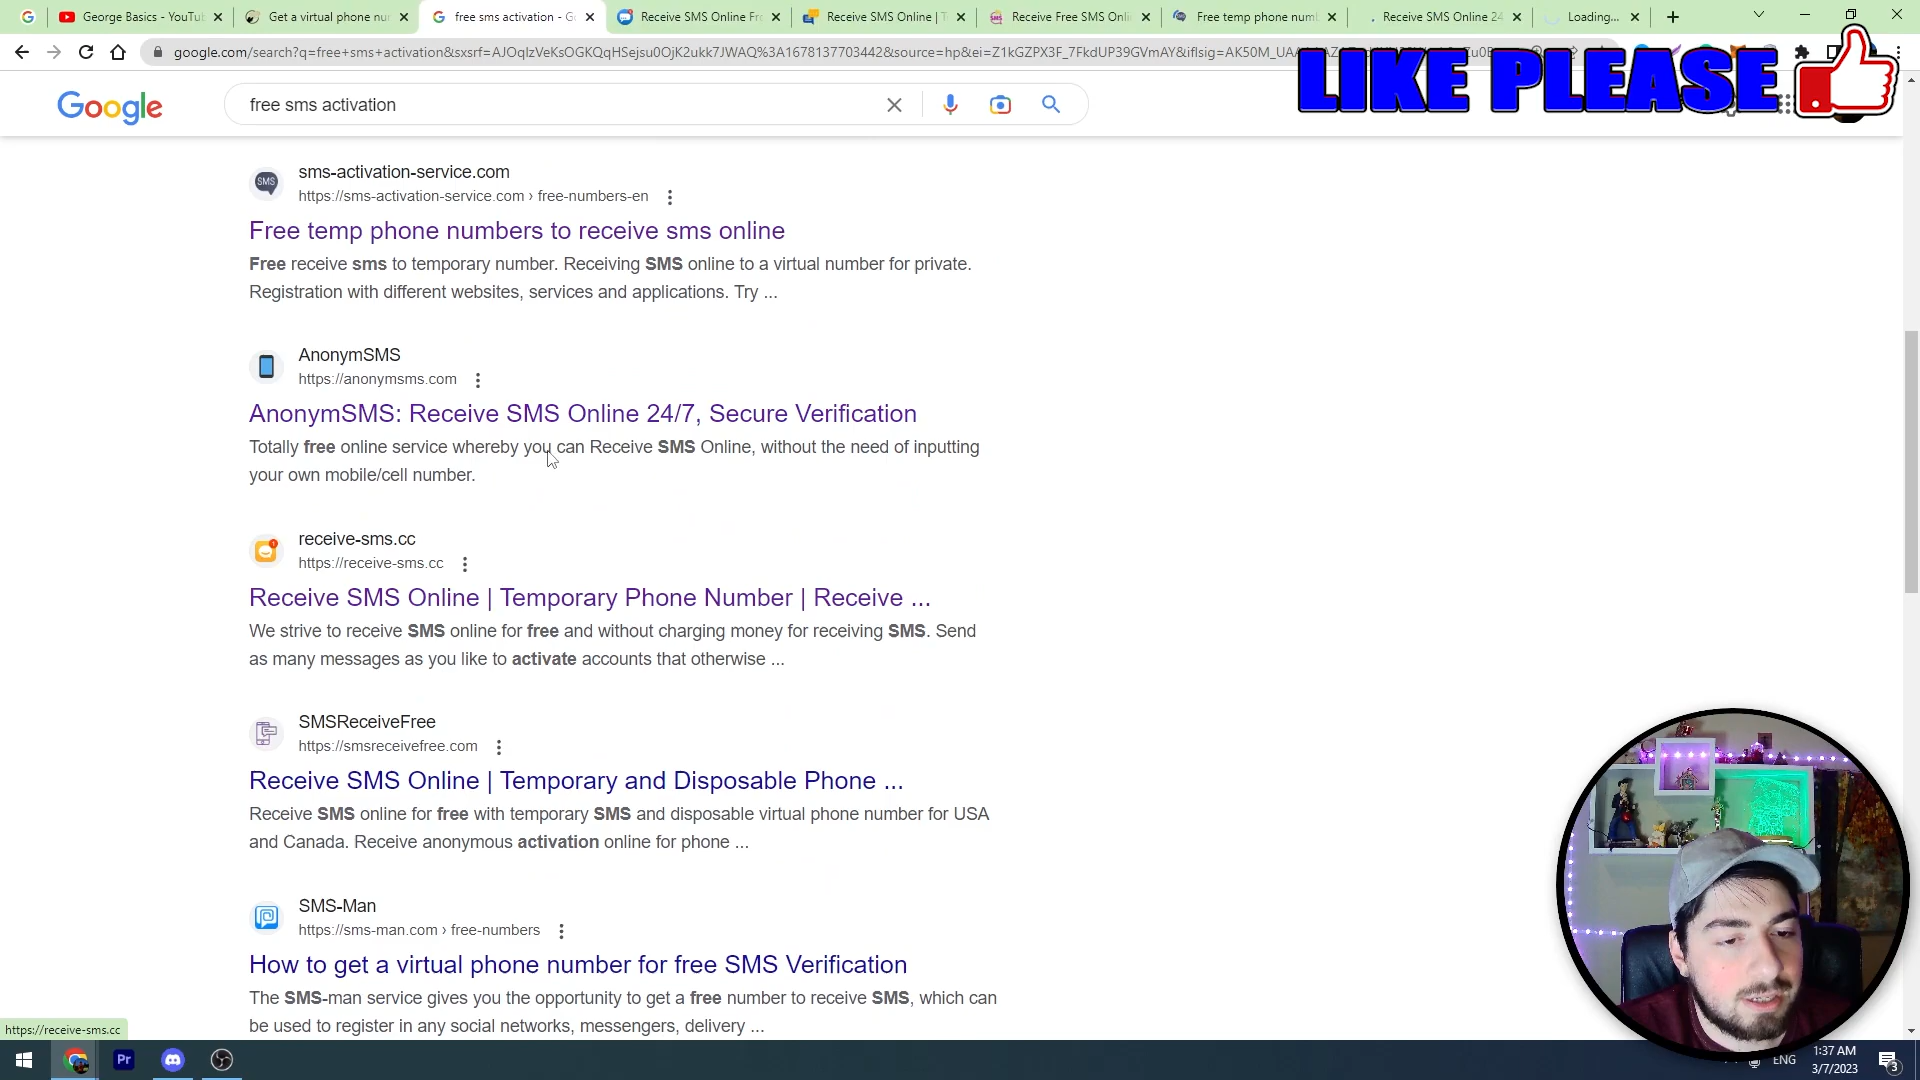 George Basics - YouTub
Get a virtual phone nu
free sms activation - G
Receive SMS Online Fr
Receive SMS Online | T
Receive Free SMS Onli
Free temp phone num
Receive SMS Online 24
Loading...
LIKE PLEASE
Google
free sms activation
SMS
sms-activation-service.com
https://sms-activation-service.com › free-numbers-en
Free temp phone numbers to receive sms online
Free receive sms to temporary number. Receiving SMS online to a virtual number for private.
Registration with different websites, services and applications. Try ...
AnonymSMS
https://anonymsms.com
AnonymSMS: Receive SMS Online 24/7, Secure Verification
Totally free online service whereby you can Receive SMS Online, without the need of inputting
your own mobile/cell number.
receive-sms.cc
https://receive-sms.cc
Receive SMS Online | Temporary Phone Number | Receive ...
We strive to receive SMS online for free and without charging money for receiving SMS. Send
as many messages as you like to activate accounts that otherwise ...
SMSReceiveFree
https://smsreceivefree.com
Receive SMS Online | Temporary and Disposable Phone ...
Receive SMS online for free with temporary SMS and disposable virtual phone number for USA
and Canada. Receive anonymous activation online for phone ...
SMS-Man
https://sms-man.com › free-numbers
How to get a virtual phone number for free SMS Verification
The SMS-man service gives you the opportunity to get a free number to receive SMS, which can
be used to register in any social networks, messengers, delivery ...
https://receive-sms.cc
Pr
ENG
1:37 AM
3/7/2023
3